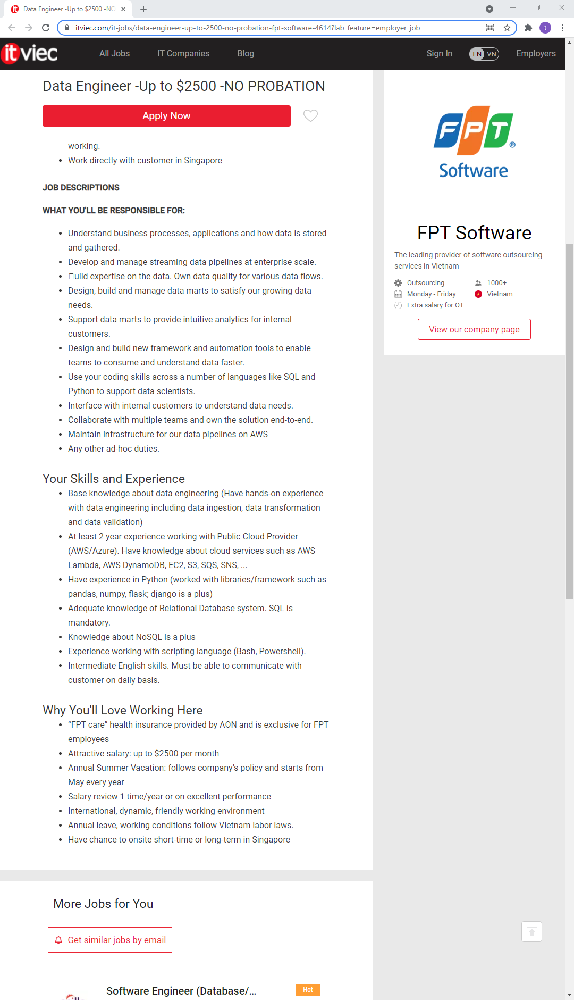 Data Engineer -Up to $2500 -NO
itviec.com/it-jobs/data-engineer-up-to-2500-no-probation-fpt-software-4614?lab_feature=employer_job
t
itviec
All Jobs
IT Companies
Blog
Sign In
EN VN
Employers
Data Engineer -Up to $2500 -NO PROBATION
Apply Now
working.
• Work directly with customer in Singapore
JOB DESCRIPTIONS
WHAT YOU'LL BE RESPONSIBLE FOR:
• Understand business processes, applications and how data is stored
and gathered.
• Develop and manage streaming data pipelines at enterprise scale.
• uild expertise on the data. Own data quality for various data flows.
• Design, build and manage data marts to satisfy our growing data
needs.
• Support data marts to provide intuitive analytics for internal
customers.
• Design and build new framework and automation tools to enable
teams to consume and understand data faster.
• Use your coding skills across a number of languages like SQL and
Python to support data scientists.
• Interface with internal customers to understand data needs.
• Collaborate with multiple teams and own the solution end-to-end.
• Maintain infrastructure for our data pipelines on AWS
• Any other ad-hoc duties.
Your Skills and Experience
• Base knowledge about data engineering (Have hands-on experience
with data engineering including data ingestion, data transformation
and data validation)
• At least 2 year experience working with Public Cloud Provider
(AWS/Azure). Have knowledge about cloud services such as AWS
Lambda, AWS DynamoDB, EC2, S3, SQS, SNS, ...
• Have experience in Python (worked with libraries/framework such as
pandas, numpy, flask; django is a plus)
• Adequate knowledge of Relational Database system. SQL is
mandatory.
• Knowledge about NoSQL is a plus
• Experience working with scripting language (Bash, Powershell).
• Intermediate English skills. Must be able to communicate with
customer on daily basis.
Why You'll Love Working Here
• “FPT care” health insurance provided by AON and is exclusive for FPT
employees
• Attractive salary: up to $2500 per month
• Annual Summer Vacation: follows company’s policy and starts from
May every year
• Salary review 1 time/year or on excellent performance
• International, dynamic, friendly working environment
• Annual leave, working conditions follow Vietnam labor laws.
• Have chance to onsite short-time or long-term in Singapore
FPT®
Software
FPT Software
The leading provider of software outsourcing
services in Vietnam
Outsourcing
1000+
Monday - Friday
Vietnam
Extra salary for OT
View our company page
More Jobs for You
Get similar jobs by email
Software Engineer (Database/...
Hot